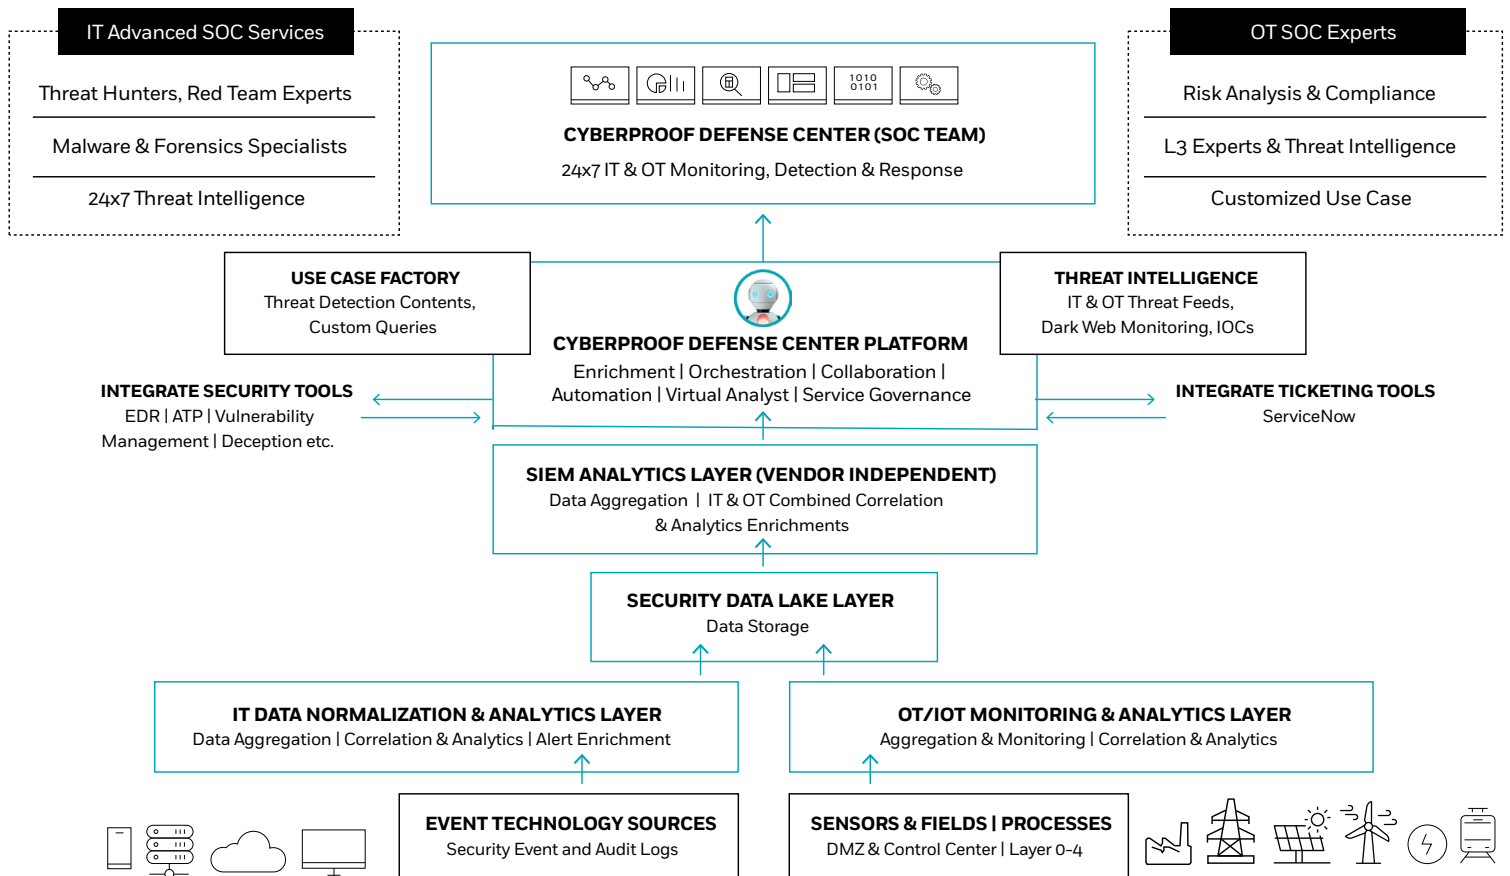 IT Advanced SOC Services
Threat Hunters, Red Team Experts
Malware & Forensics Specialists
24x7 Threat Intelligence
1010
0101
CYBERPROOF DEFENSE CENTER (SOC TEAM)
24x7 IT & OT Monitoring, Detection & Response
OT SOC Experts
Risk Analysis & Compliance
L3 Experts & Threat Intelligence
Customized Use Case
USE CASE FACTORY
Threat Detection Contents,
Custom Queries
CYBERPROOF DEFENSE CENTER PLATFORM
Enrichment | Orchestration | Collaboration |
Automation | Virtual Analyst | Service Governance
THREAT INTELLIGENCE
IT & OT Threat Feeds,
Dark Web Monitoring, IOCs
INTEGRATE SECURITY TOOLS
EDR | ATP | Vulnerability
Management | Deception etc.
INTEGRATE TICKETING TOOLS
ServiceNow
SIEM ANALYTICS LAYER (VENDOR INDEPENDENT)
Data Aggregation | IT & OT Combined Correlation
& Analytics Enrichments
SECURITY DATA LAKE LAYER
Data Storage
IT DATA NORMALIZATION & ANALYTICS LAYER
Data Aggregation | Correlation & Analytics | Alert Enrichment
OT/IOT MONITORING & ANALYTICS LAYER
Aggregation & Monitoring | Correlation & Analytics
EVENT TECHNOLOGY SOURCES
Security Event and Audit Logs
SENSORS & FIELDS | PROCESSES
DMZ & Control Center | Layer 0-4